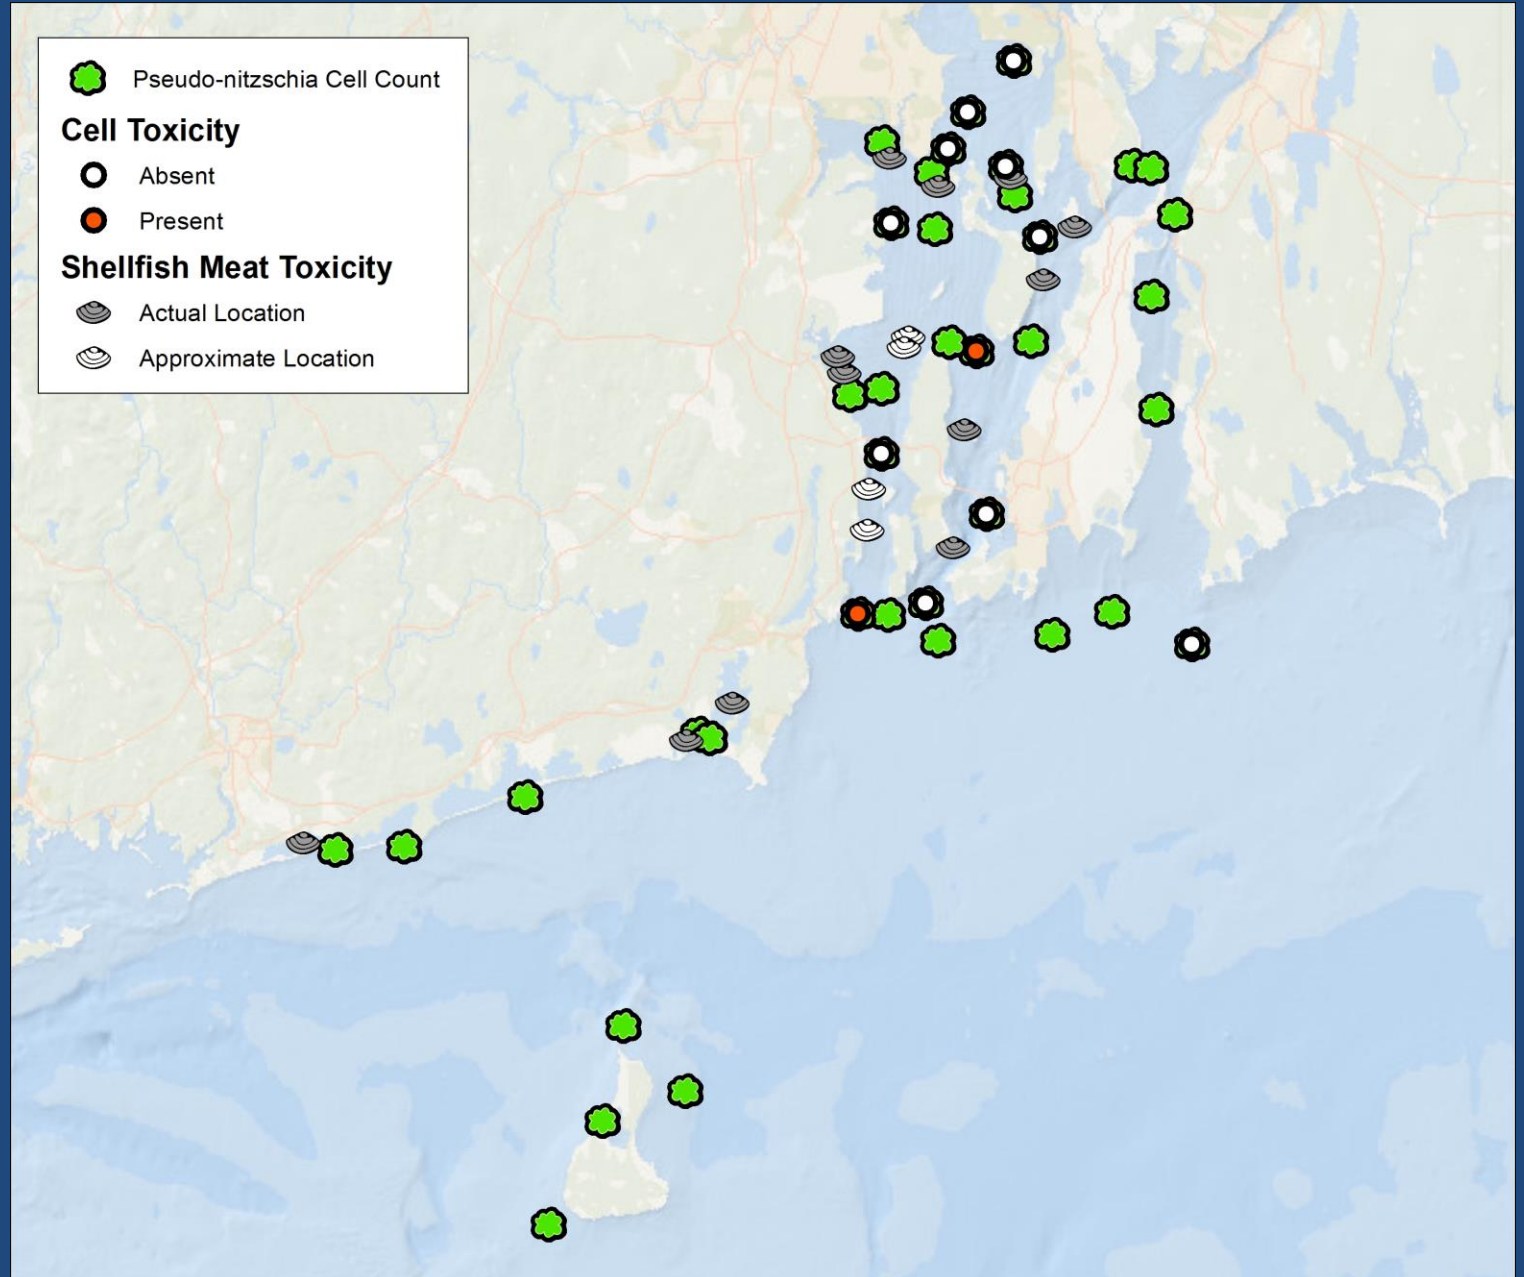 Pseudo-nitzschia Cell Count
Cell Toxicity
Absent
Present
Shellfish Meat Toxicity
Actual Location
Approximate Location